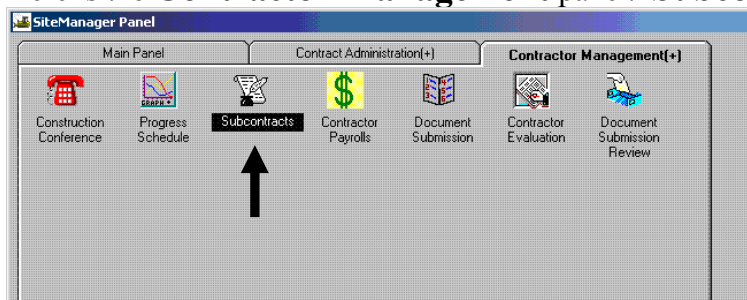 SiteManager Panel
Main Panel
Contract Administration(+)
Contractor Management(+)
GRAPH
Construction Conference
Progress Schedule
Subcontracts
Contractor Payrolls
Document Submission
Contractor Evaluation
Document Submission Review